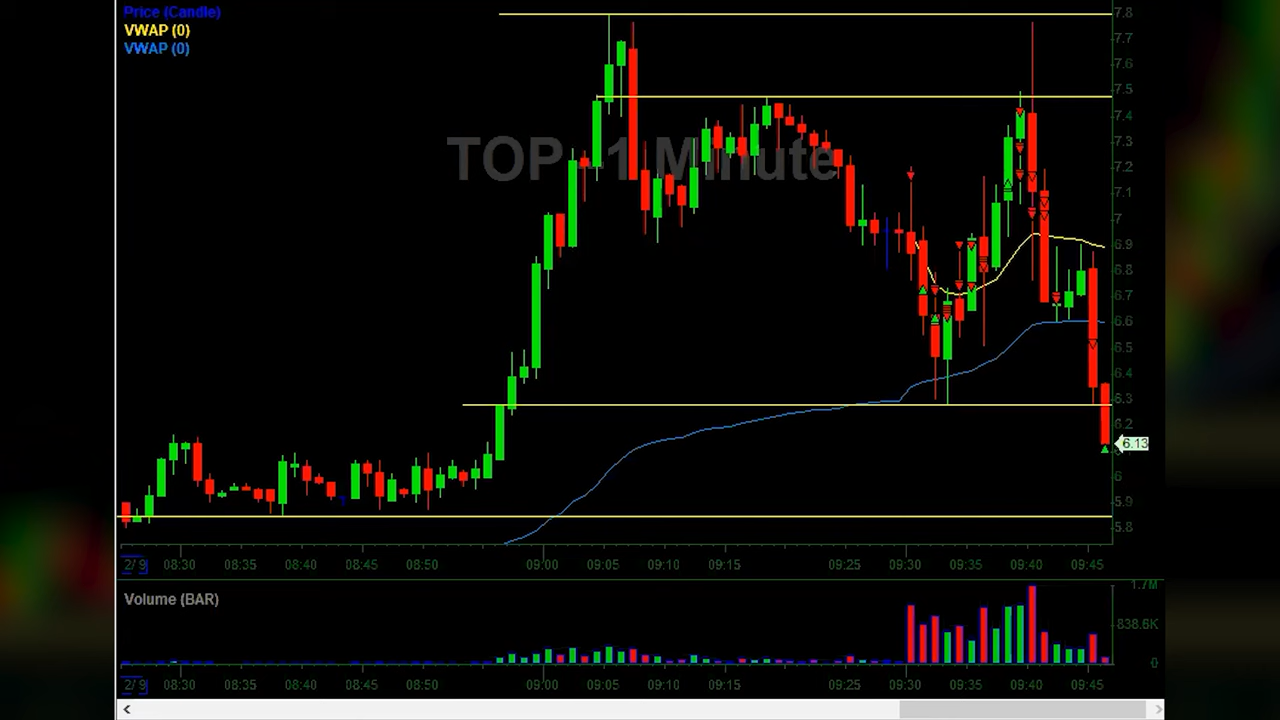 Price (Candle)
VWAP (0)
VWAP (0)
TOP - 1 Minute
7.8
7.7
7.6
7.5
7.4
7.3
7.2
7.1
7
6.9
6.8
6.7
6.6
6.5
6.4
6.3
6.2
6.13
6
5.9
5.8
2/9 08:30 08:35 08:40 08:45 08:50 09:00 09:05 09:10 09:15 09:25 09:30 09:35 09:40 09:45
Volume (BAR)
1.7M
838.6K
0
2/9 08:30 08:35 08:40 08:45 08:50 09:00 09:05 09:10 09:15 09:25 09:30 09:35 09:40 09:45